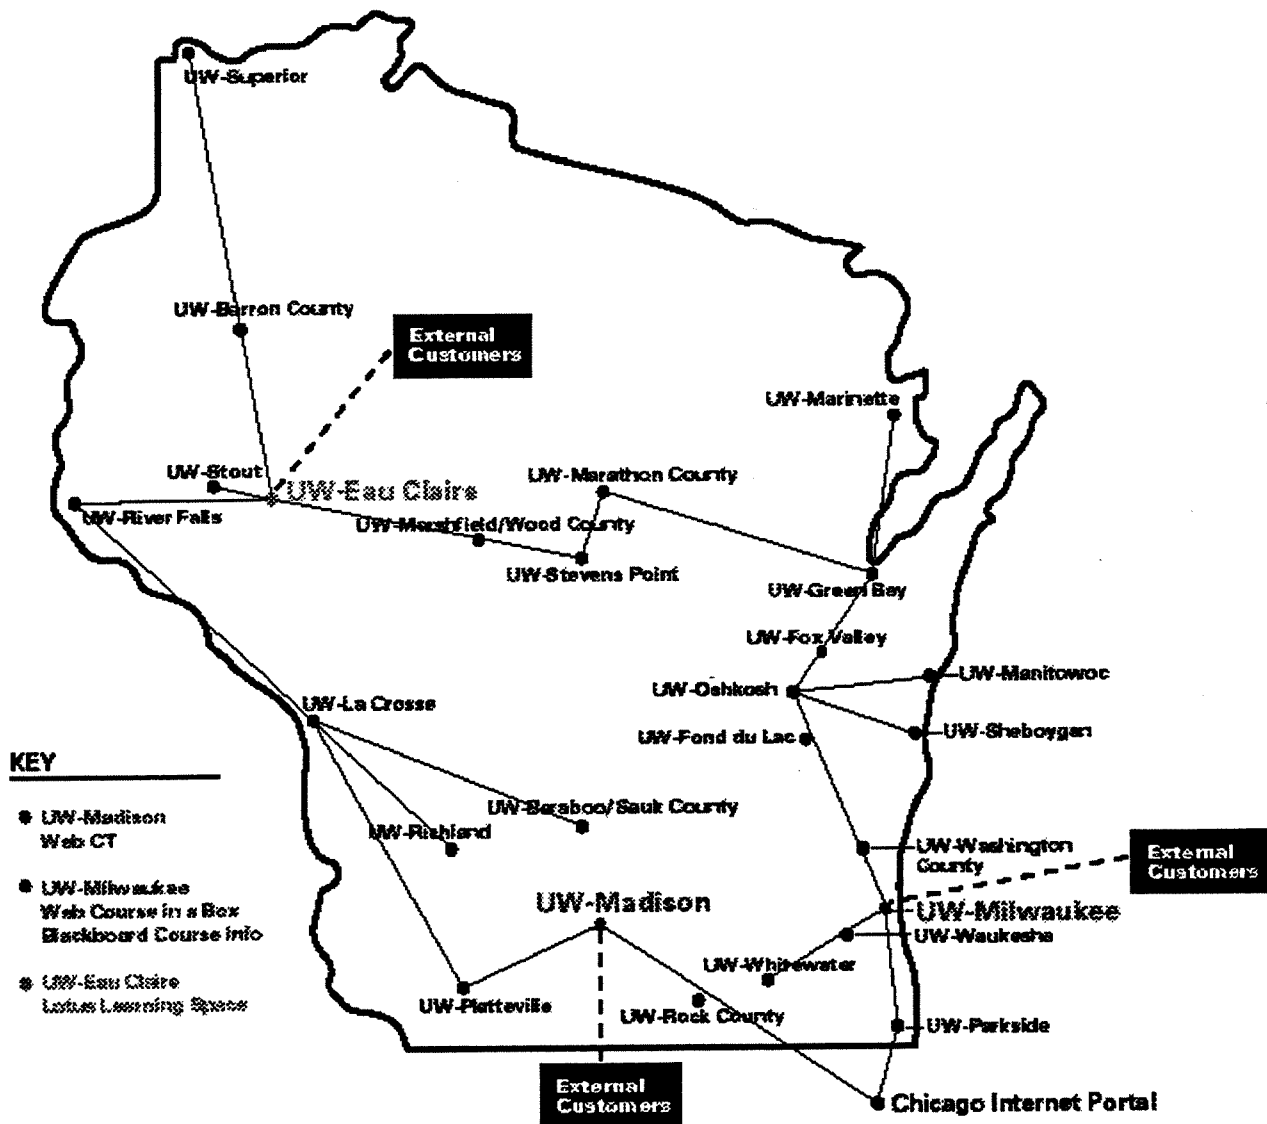 UW-Superior
UW-Barron County
External
Customers
UW-Marinette
UW-Stout
UW-Eau Claire
UW-Marathon County
UW-River Falls
UW-Marshfield/Wood County
UW-Stevens Point
UW-Green Bay
UW-Fox Valley
UW-Manitowoc
UW-Oshkosh
UW-La Crosse
UW-Sheboygan
UW-Fond du Lac
KEY
UW-Madison
Web CT
UW-Milwaukee
Web Course in a Box
Blackboard Course Info
UW-Eau Claire
Lotus Learning Space
UW-Baraboo/Sauk County
UW-Richland
UW-Washington
County
External
Customers
UW-Madison
UW-Milwaukee
UW-Waukesha
UW-Whitewater
UW-Platteville
UW-Rock County
UW-Parkside
External
Customers
Chicago Internet Portal